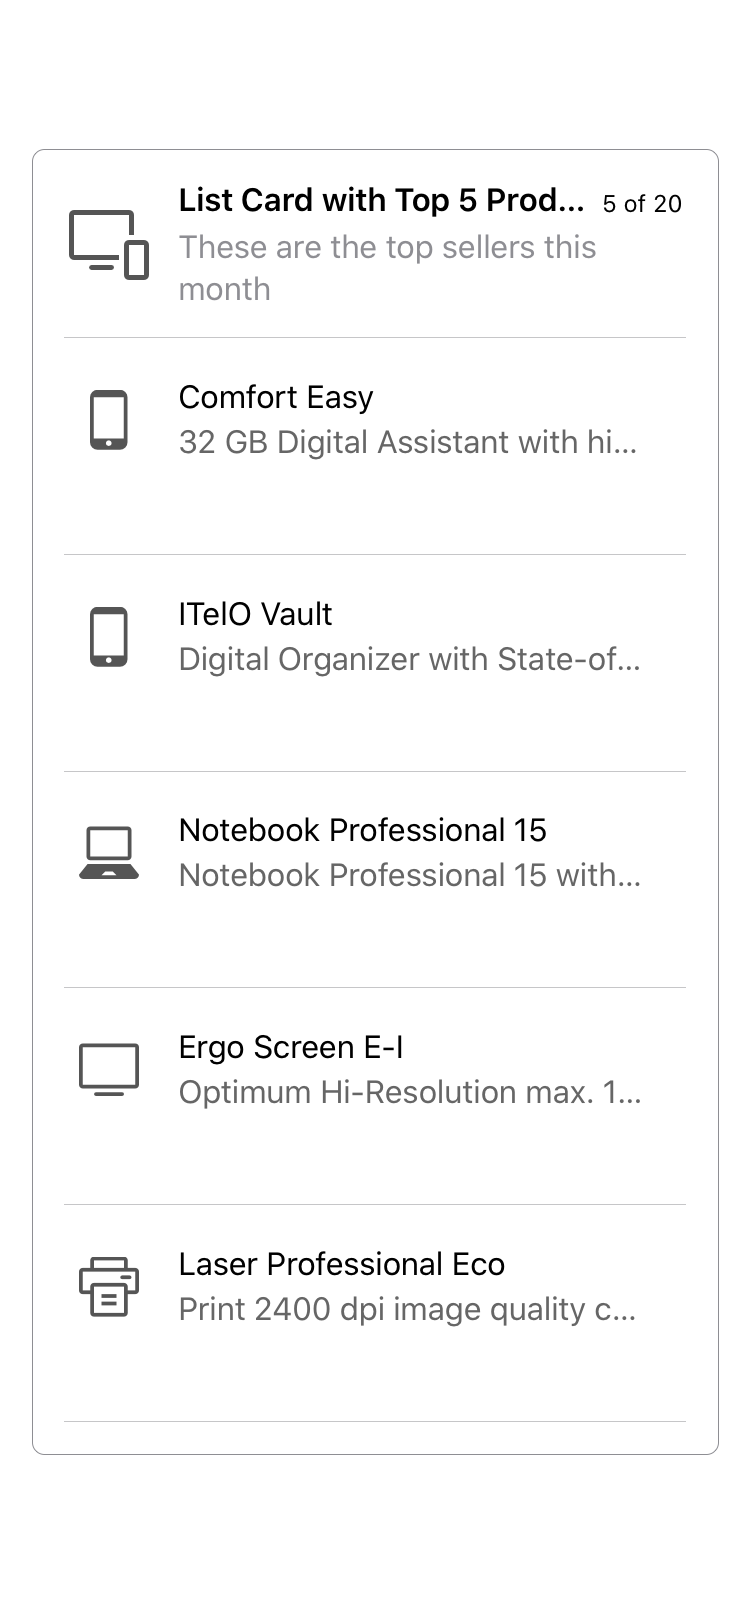 List Card with Top 5 Prod... 5 of 20
These are the top sellers this
month
Comfort Easy
32 GB Digital Assistant with hi...
ITelO Vault
Digital Organizer with State-of...
Notebook Professional 15
Notebook Professional 15 with...
Ergo Screen E-I
Optimum Hi-Resolution max. 1...
Laser Professional Eco
Print 2400 dpi image quality c...